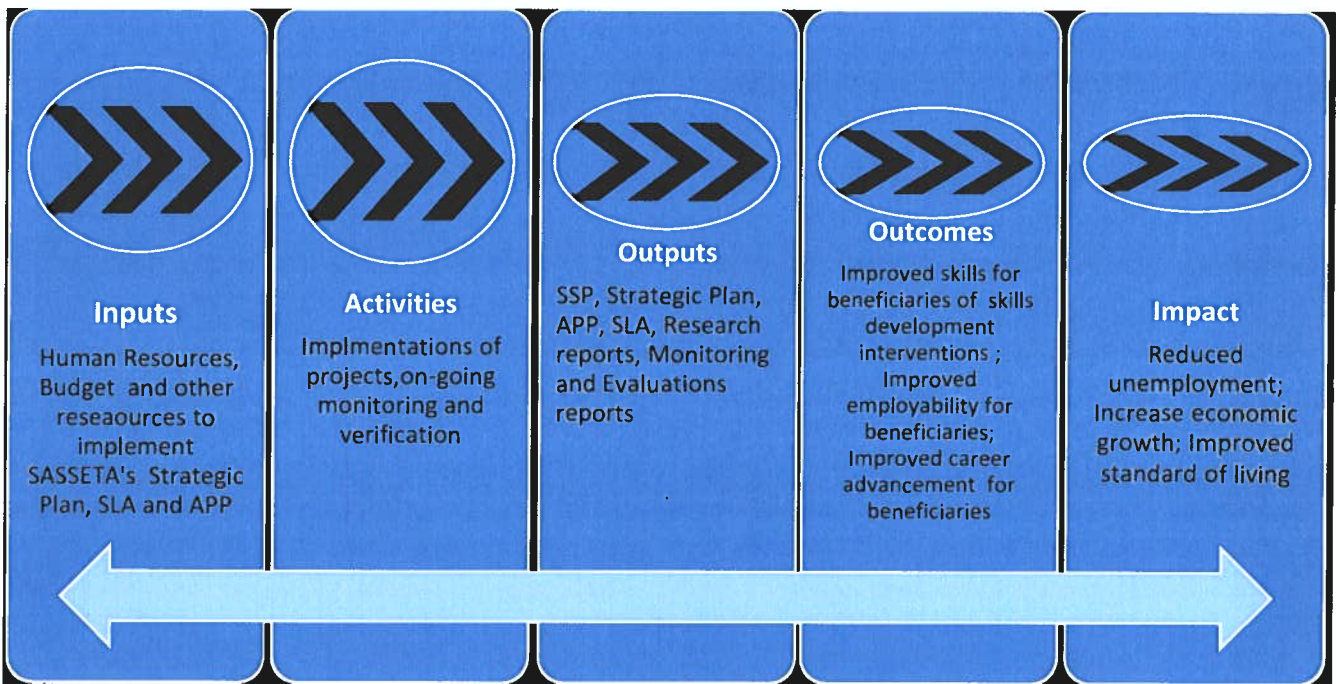 Inputs
Human Resources,
Budget and other
reseaources to
implement
SASSETA's Strategic
Plan, SLA and APP
Activities
Implmentations of
projects,on-going
monitoring and
verification
Outputs
SSP, Strategic Plan,
APP, SLA, Research
reports, Monitoring
and Evaluations
reports
Outcomes
Improved skills for
beneficiaries of skills
development
interventions ;
Improved
employability for
beneficiaries;
Improved career
advancement for
beneficiaries
Impact
Reduced
unemployment;
Increase economic
growth; Improved
standard of living